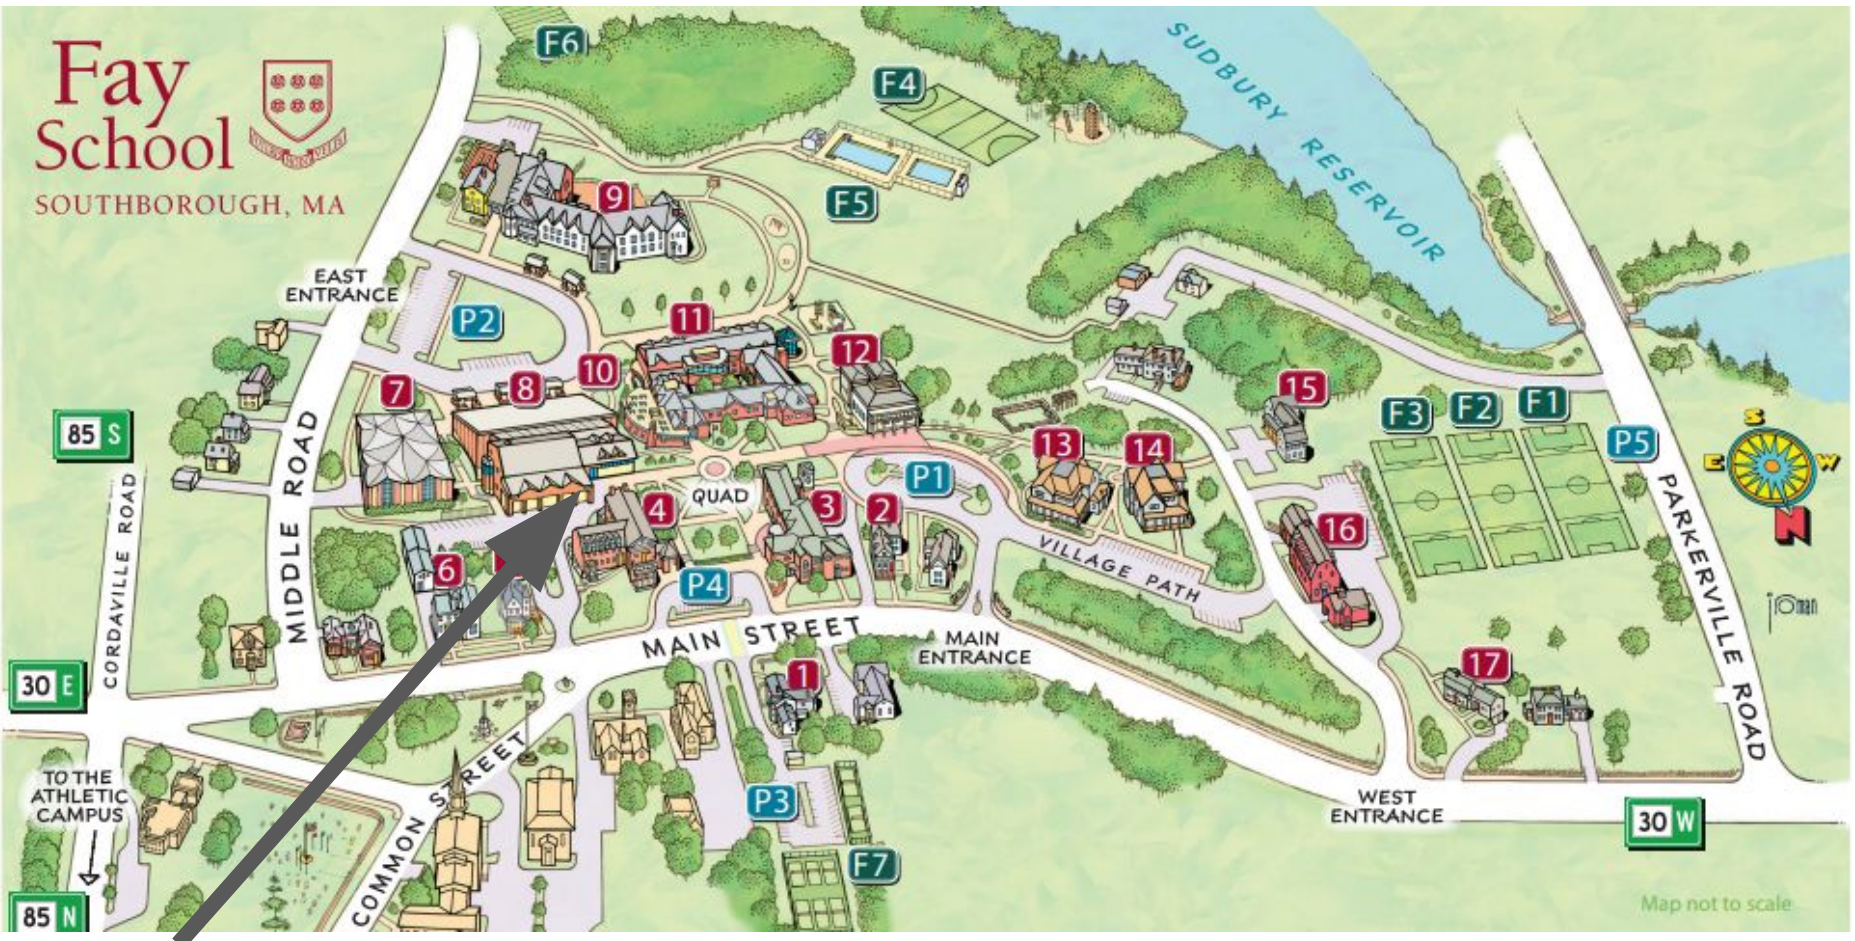 Fay
School
SOUTHBOROUGH, MA
F6
F4
F5
SUDBURY RESERVOIR
9
EAST
ENTRANCE
P2
11
10
12
7
8
15
F3
F2
F1
P5
S
E
W
N
85 S
13
14
P1
QUAD
4
3
2
16
6
P4
CORDAVILLE ROAD
MIDDLE ROAD
VILLAGE PATH
PARKERVILLE ROAD
MAIN STREET
MAIN
ENTRANCE
30 E
1
17
COMMON STREET
TO THE
ATHLETIC
CAMPUS
P3
WEST
ENTRANCE
30 W
F7
85 N
Map not to scale